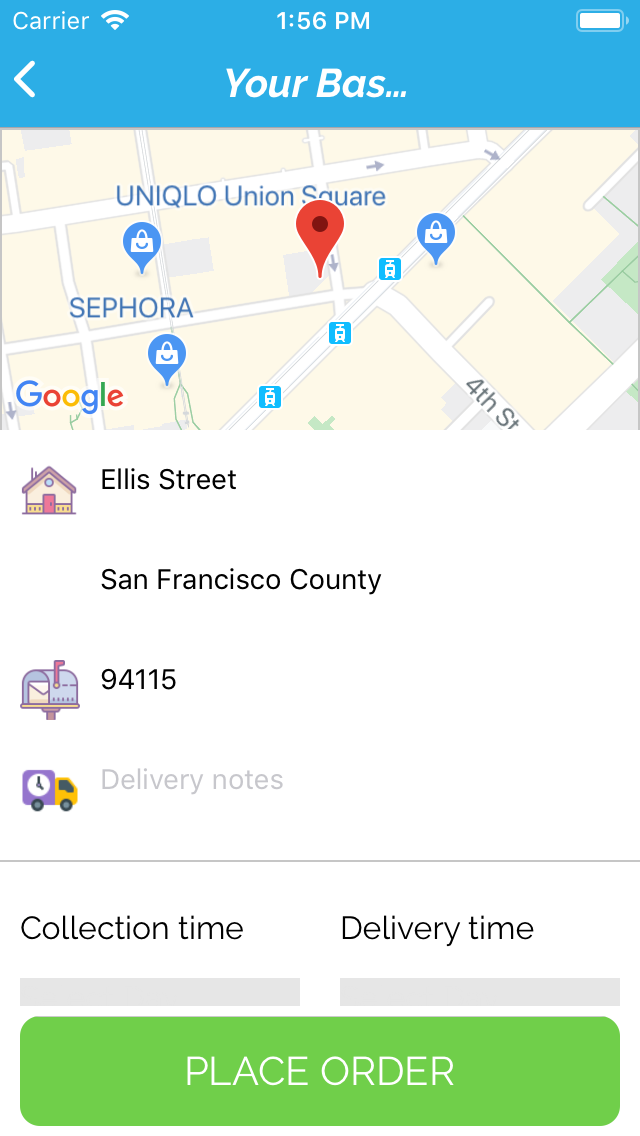 Carrier 1:56 PM
Your Bas...
UNIQLO Union Square
SEPHORA
Google
4th St
Ellis Street
San Francisco County
94115
Delivery notes
Collection time Delivery time
PLACE ORDER